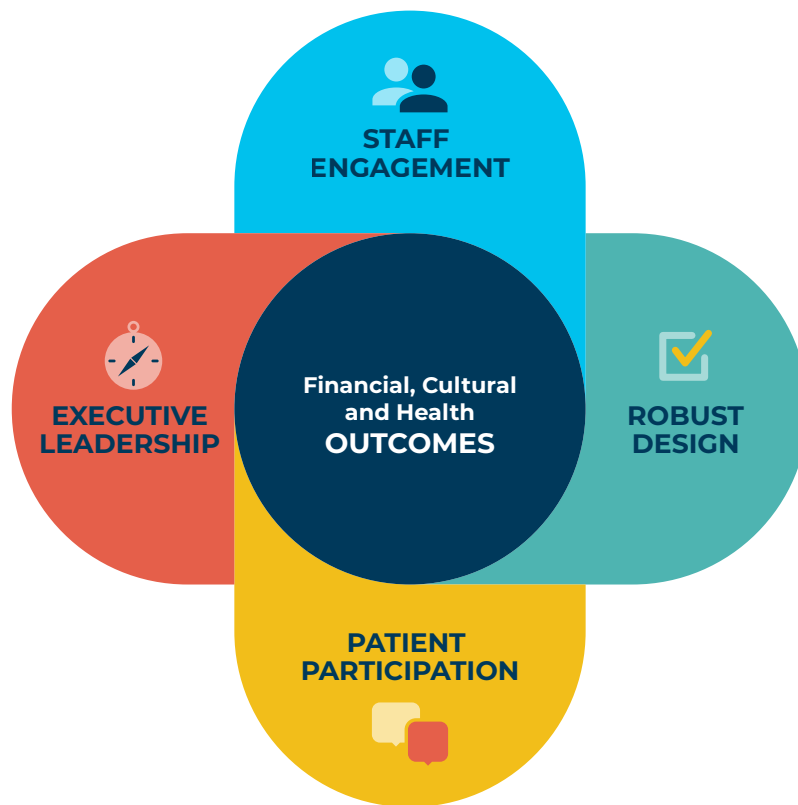 STAFF
ENGAGEMENT
EXECUTIVE
LEADERSHIP
Financial, Cultural
and Health
OUTCOMES
ROBUST
DESIGN
PATIENT
PARTICIPATION